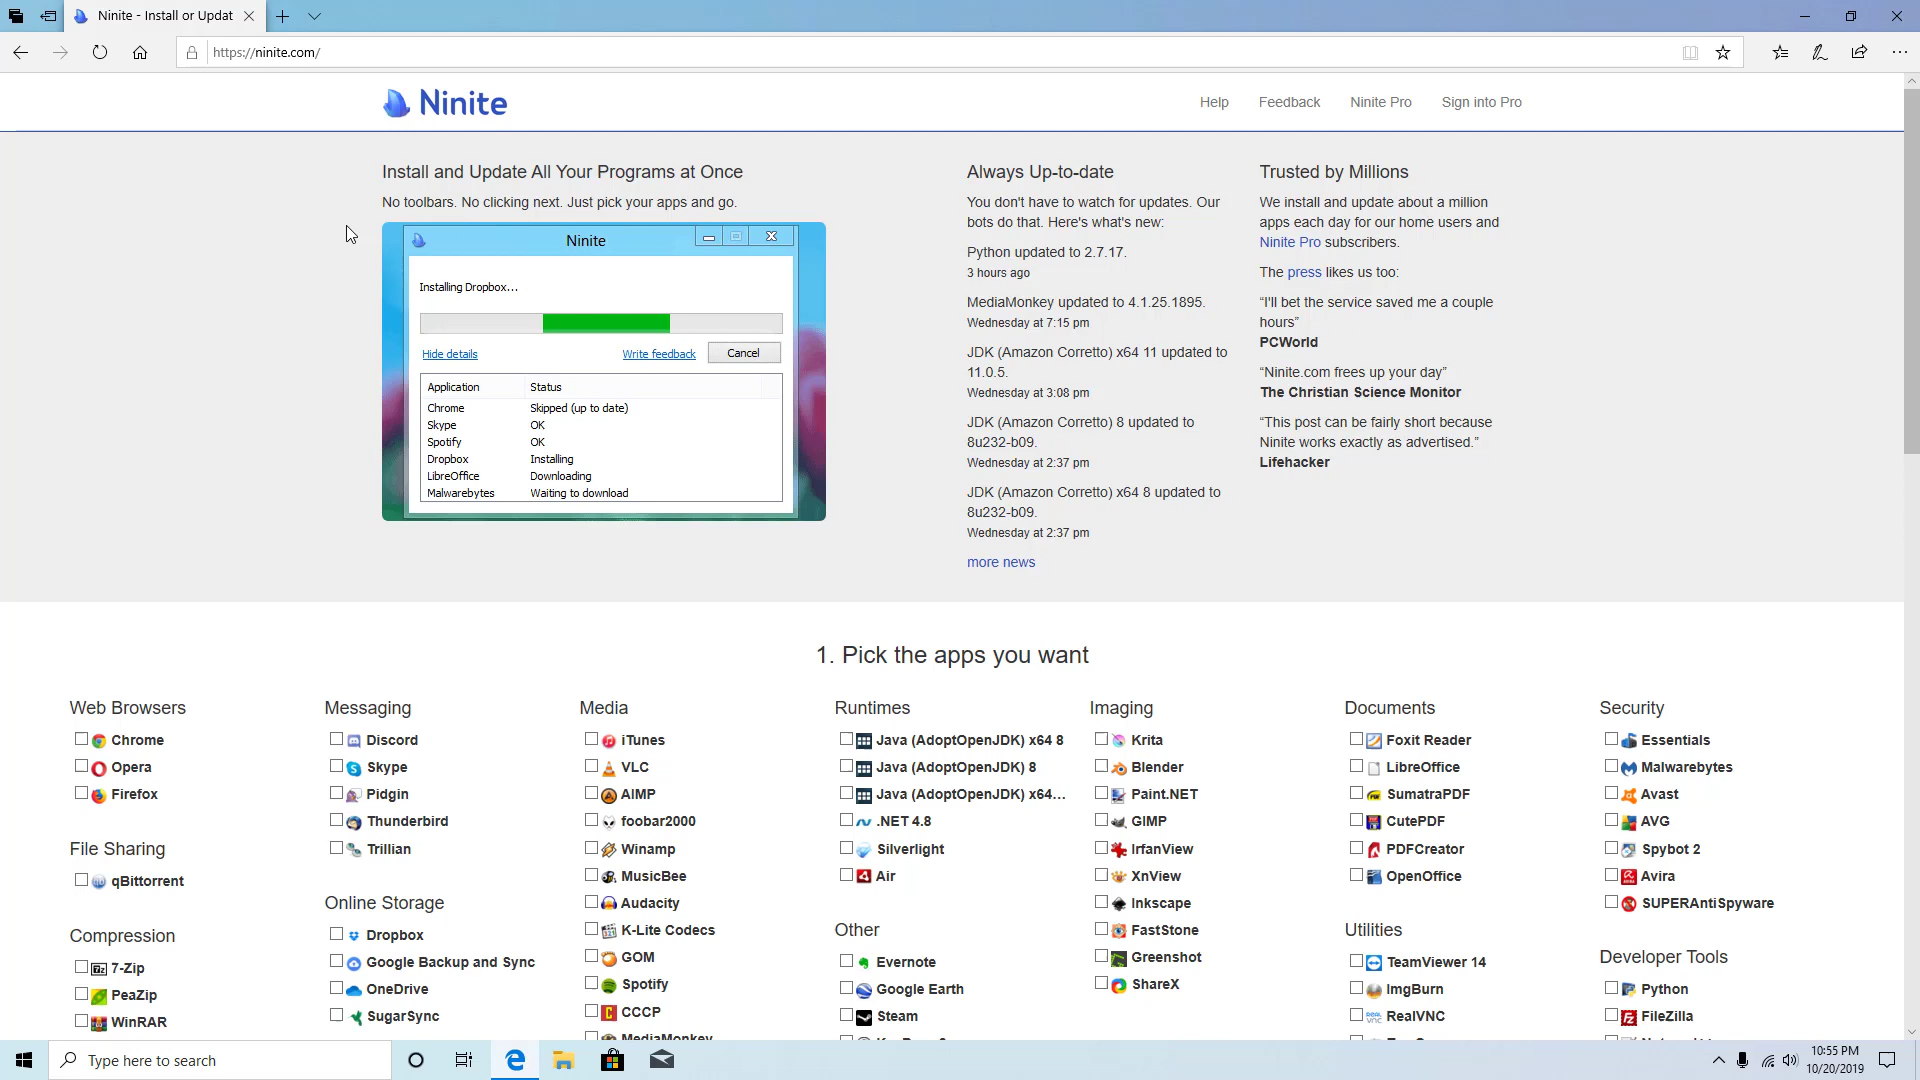 Ninite - Install or Updat
https://ninite.com/
Ninite
Help
Feedback
Ninite Pro
Sign into Pro
Install and Update All Your Programs at Once
No toolbars. No clicking next. Just pick your apps and go.
Ninite
Installing Dropbox...
Hide details
Write feedback
Cancel
Application Status
Chrome Skipped (up to date)
Skype OK
Spotify OK
Dropbox Installing
LibreOffice Downloading
Malwarebytes Waiting to download
Always Up-to-date
You don't have to watch for updates. Our
bots do that. Here's what's new:
Python updated to 2.7.17.
3 hours ago
MediaMonkey updated to 4.1.25.1895.
Wednesday at 7:15 pm
JDK (Amazon Corretto) x64 11 updated to
11.0.5.
Wednesday at 3:08 pm
JDK (Amazon Corretto) 8 updated to
8u232-b09.
Wednesday at 2:37 pm
JDK (Amazon Corretto) x64 8 updated to
8u232-b09.
Wednesday at 2:37 pm
more news
Trusted by Millions
We install and update about a million
apps each day for our home users and
Ninite Pro subscribers.
The press likes us too:
“I'll bet the service saved me a couple
hours”
PCWorld
“Ninite.com frees up your day”
The Christian Science Monitor
“This post can be fairly short because
Ninite works exactly as advertised.”
Lifehacker
1. Pick the apps you want
Web Browsers
Chrome
Opera
Firefox
File Sharing
qBittorrent
Compression
7-Zip
PeaZip
WinRAR
Messaging
Discord
Skype
Pidgin
Thunderbird
Trillian
Online Storage
Dropbox
Google Backup and Sync
OneDrive
SugarSync
Media
iTunes
VLC
AIMP
foobar2000
Winamp
MusicBee
Audacity
K-Lite Codecs
GOM
Spotify
CCCP
MediaMonkey
Runtimes
Java (AdoptOpenJDK) x64 8
Java (AdoptOpenJDK) 8
Java (AdoptOpenJDK) x64...
.NET 4.8
Silverlight
Air
Other
Evernote
Google Earth
Steam
Imaging
Krita
Blender
Paint.NET
GIMP
IrfanView
XnView
Inkscape
FastStone
Greenshot
ShareX
Documents
Foxit Reader
LibreOffice
SumatraPDF
CutePDF
PDFCreator
OpenOffice
Utilities
TeamViewer 14
ImgBurn
RealVNC
Security
Essentials
Malwarebytes
Avast
AVG
Spybot 2
Avira
SUPERAntiSpyware
Developer Tools
Python
FileZilla
Type here to search
10:55 PM
10/20/2019